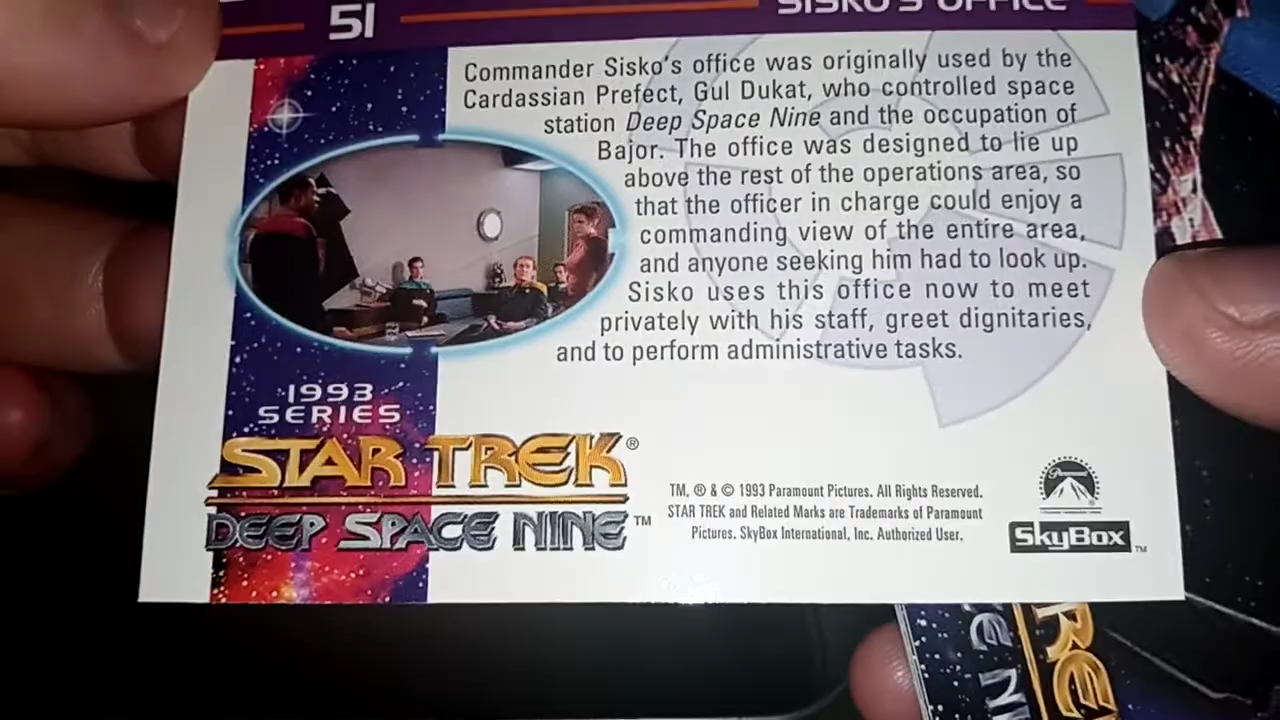 51
SISKO'S OFFICE
Commander Sisko's office was originally used by the
Cardassian Prefect, Gul Dukat, who controlled space
station Deep Space Nine and the occupation of
Bajor. The office was designed to lie up
above the rest of the operations area, so
that the officer in charge could enjoy a
commanding view of the entire area,
and anyone seeking him had to look up.
Sisko uses this office now to meet
privately with his staff, greet dignitaries,
and to perform administrative tasks.
1993
SERIES
STAR TREK®
DEEP SPACE NINE™
TM, ® & © 1993 Paramount Pictures. All Rights Reserved.
STAR TREK and Related Marks are Trademarks of Paramount
Pictures. SkyBox International, Inc. Authorized User.
Paramount
SkyBox™